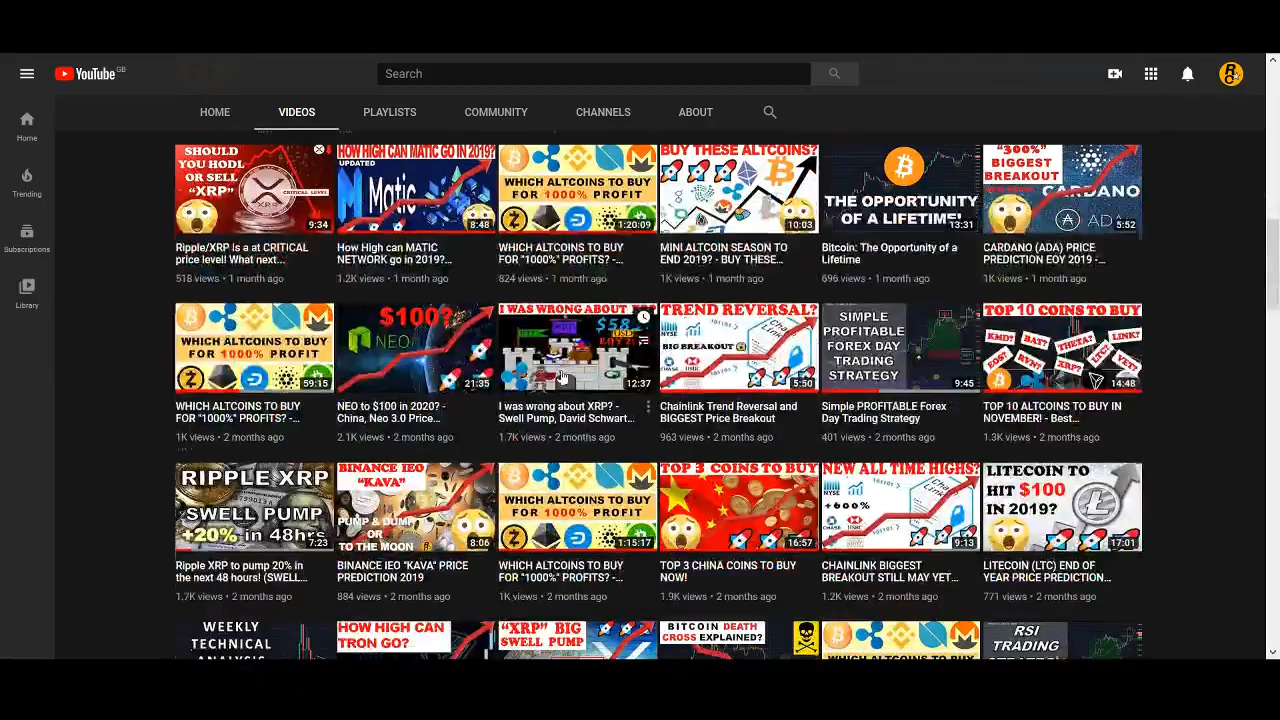 YouTube GB
Search
Home
Trending
Subscriptions
Library
HOME
VIDEOS
PLAYLISTS
COMMUNITY
CHANNELS
ABOUT
SHOULD
YOU HODL
OR SELL
"XRP"
CRITICAL LEVEL
9:34
Ripple/XRP is a at CRITICAL
price level! What next...
518 views • 1 month ago
HOW HIGH CAN MATIC GO IN 2019?
UPDATED
Matic
8:48
How High can MATIC
NETWORK go in 2019?...
1.2K views • 1 month ago
WHICH ALTCOINS TO BUY
FOR 1000% PROFIT
1:20:09
WHICH ALTCOINS TO BUY
FOR "1000%" PROFITS? -...
824 views • 1 month ago
BUY THESE ALTCOINS?
10:03
MINI ALTCOIN SEASON TO
END 2019? - BUY THESE...
1K views • 1 month ago
THE OPPORTUNITY
OF A LIFETIME!
13:31
Bitcoin: The Opportunity of a
Lifetime
696 views • 1 month ago
"300%"
BIGGEST
BREAKOUT
CARDANO
ADA
5:52
CARDANO (ADA) PRICE
PREDICTION EOY 2019 -...
1K views • 1 month ago
WHICH ALTCOINS TO BUY
FOR 1000% PROFIT
59:15
WHICH ALTCOINS TO BUY
FOR "1000%" PROFITS? -...
1K views • 2 months ago
$100?
NEO
21:35
NEO to $100 in 2020? -
China, Neo 3.0 Price...
2.1K views • 2 months ago
I WAS WRONG ABOUT
12:37
I was wrong about XRP? -
Swell Pump, David Schwart...
1.7K views • 2 months ago
TREND REVERSAL?
BIG BREAKOUT
5:50
Chainlink Trend Reversal and
BIGGEST Price Breakout
963 views • 2 months ago
SIMPLE
PROFITABLE
FOREX DAY
TRADING
STRATEGY
9:45
Simple PROFITABLE Forex
Day Trading Strategy
401 views • 2 months ago
TOP 10 COINS TO BUY
KMD?
BAT?
THETA?
LINK?
EOS?
RVN?
XRP?
LTC?
VET?
14:48
TOP 10 ALTCOINS TO BUY IN
NOVEMBER! - Best...
1.3K views • 2 months ago
RIPPLE XRP
SWELL PUMP
+20% in 48hrs
7:23
Ripple XRP to pump 20% in
the next 48 hours! (SWELL...
1.7K views • 2 months ago
BINANCE IEO
"KAVA"
PUMP & DUMP
OR
TO THE MOON
8:06
BINANCE IEO "KAVA" PRICE
PREDICTION 2019
884 views • 2 months ago
WHICH ALTCOINS TO BUY
FOR 1000% PROFIT
1:15:17
WHICH ALTCOINS TO BUY
FOR "1000%" PROFITS? -...
1K views • 2 months ago
TOP 3 COINS TO BUY
16:57
TOP 3 CHINA COINS TO BUY
NOW!
1.9K views • 2 months ago
NEW ALL TIME HIGHS?
+600%
9:13
CHAINLINK BIGGEST
BREAKOUT STILL MAY YET...
1.2K views • 2 months ago
LITECOIN TO
HIT $100
IN 2019?
17:01
LITECOIN (LTC) END OF
YEAR PRICE PREDICTION...
771 views • 2 months ago
WEEKLY
TECHNICAL
ANALYSIS
HOW HIGH CAN
TRON GO?
"XRP" BIG
SWELL PUMP
BITCOIN DEATH
CROSS EXPLAINED?
RSI
TRADING